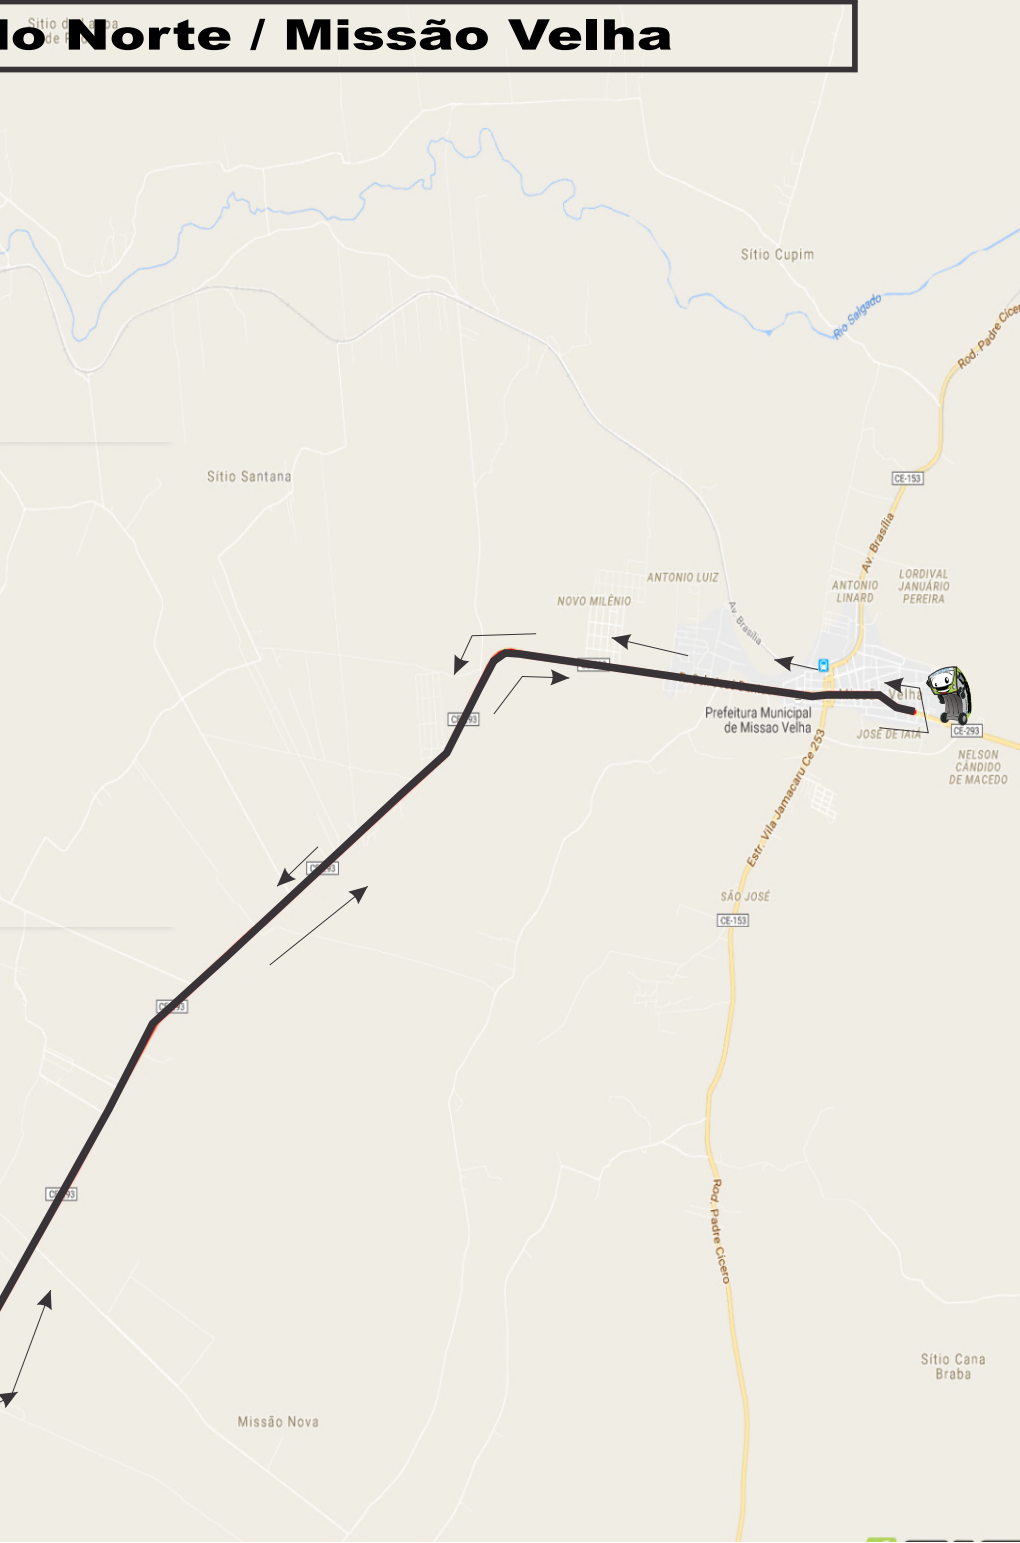 lo Norte / Missão Velha
Sítio Cupim
Rio Salgado
Rod. Padre Cícer
Sítio Santana
CE-153
Av. Brasília
ANTONIO LUIZ
NOVO MILÊNIO
ANTONIO
LINARD
LORDIVAL
JANUÁRIO
PEREIRA
Av. Brasília
Missão Velha
Prefeitura Municipal
de Missao Velha
JOSÉ DE IAIÁ
CE-293
NELSON
CÂNDIDO
DE MACEDO
Estr. Vila Jamacaru Ce 253
SÃO JOSÉ
CE-153
Rod. Padre Cícero
Sítio Cana
Braba
Missão Nova